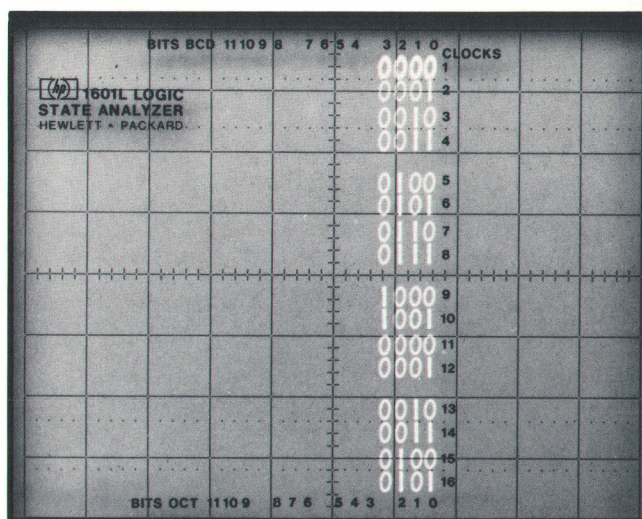 BITS BCD 11 10 9 8 7 6 5 4 3 2 1 0
CLOCKS
0000 1
hp 1601L LOGIC
0001 2
STATE ANALYZER
0010 3
HEWLETT • PACKARD
0011 4
0100 5
0101 6
0110 7
0111 8
1000 9
1001 10
0000 11
0001 12
0010 13
0011 14
0100 15
0101 16
BITS OCT 11 10 9 8 7 6 5 4 3 2 1 0